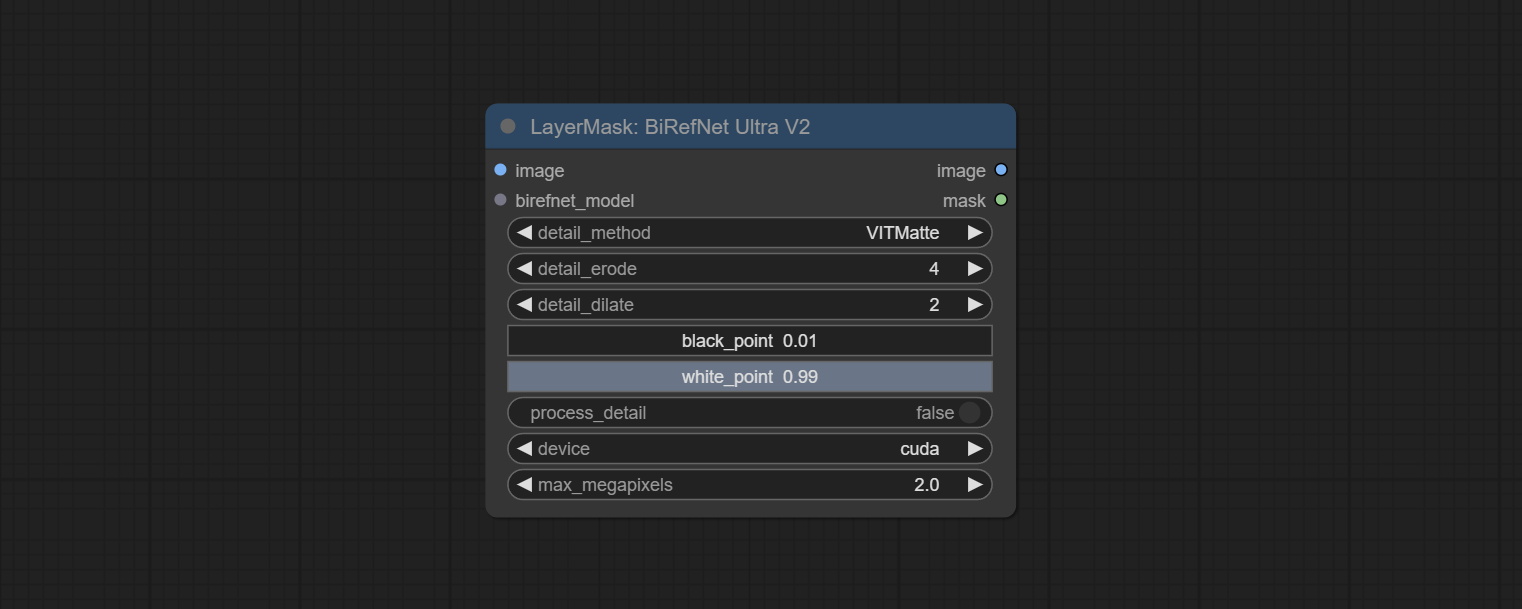 LayerMask: BiRefNet Ultra V2
image image
birefnet_model mask
detail_method VITMatte
detail_erode 4
detail_dilate 2
black_point 0.01
white_point 0.99
process_detail false
device cuda
max_megapixels 2.0